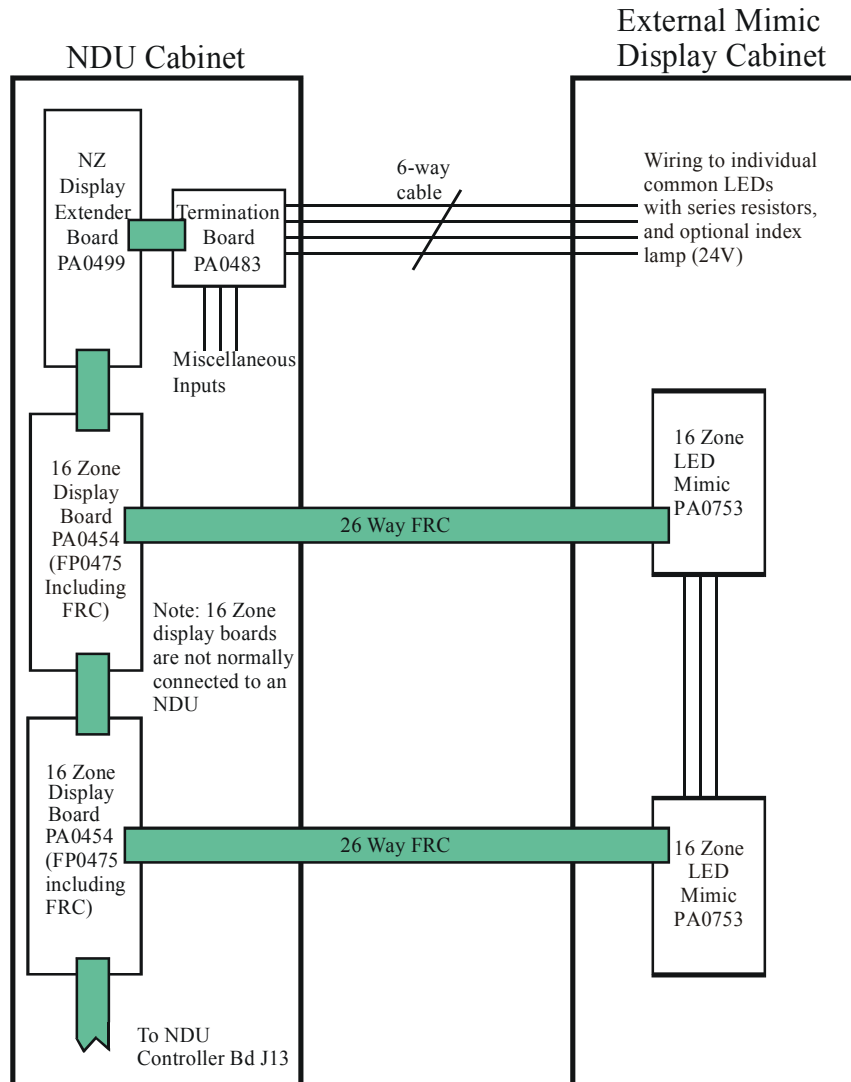 NDU Cabinet
External Mimic
Display Cabinet
NZ
Display
Extender
Board
PA0499
Termination
Board
PA0483
6-way
cable
Wiring to individual
common LEDs
with series resistors,
and optional index
lamp (24V)
Miscellaneous
Inputs
16 Zone
Display
Board
PA0454
(FP0475
Including
FRC)
26 Way FRC
16 Zone
LED
Mimic
PA0753
Note: 16 Zone
display boards
are not normally
connected to an
NDU
16 Zone
Display
Board
PA0454
(FP0475
including
FRC)
26 Way FRC
16 Zone
LED
Mimic
PA0753
To NDU
Controller Bd J13